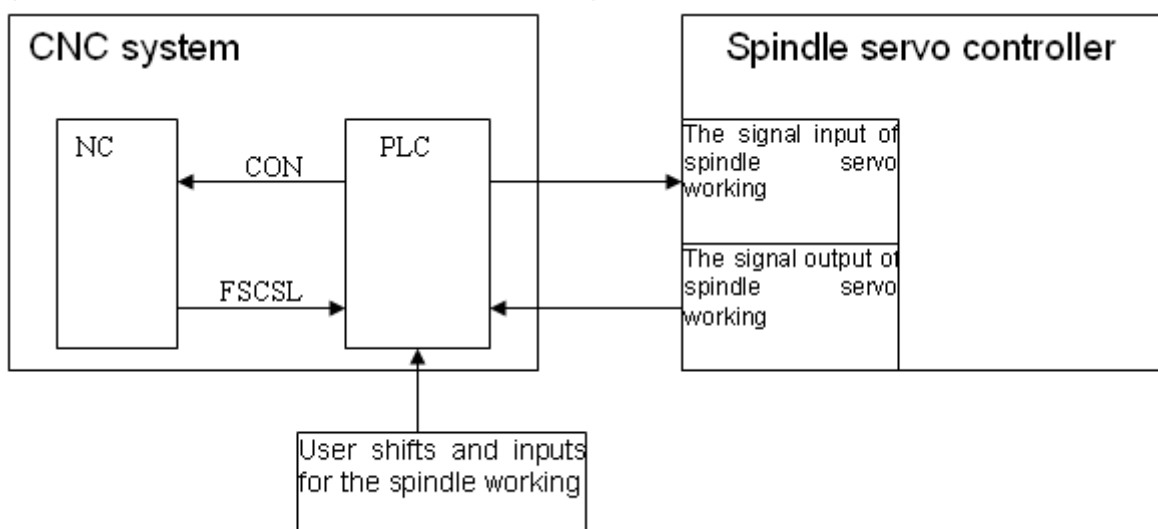 CNC system
Spindle servo controller
NC
CON
PLC
FSCSL
The signal input of
spindle servo
working
The signal output of
spindle servo
working
User shifts and inputs
for the spindle working